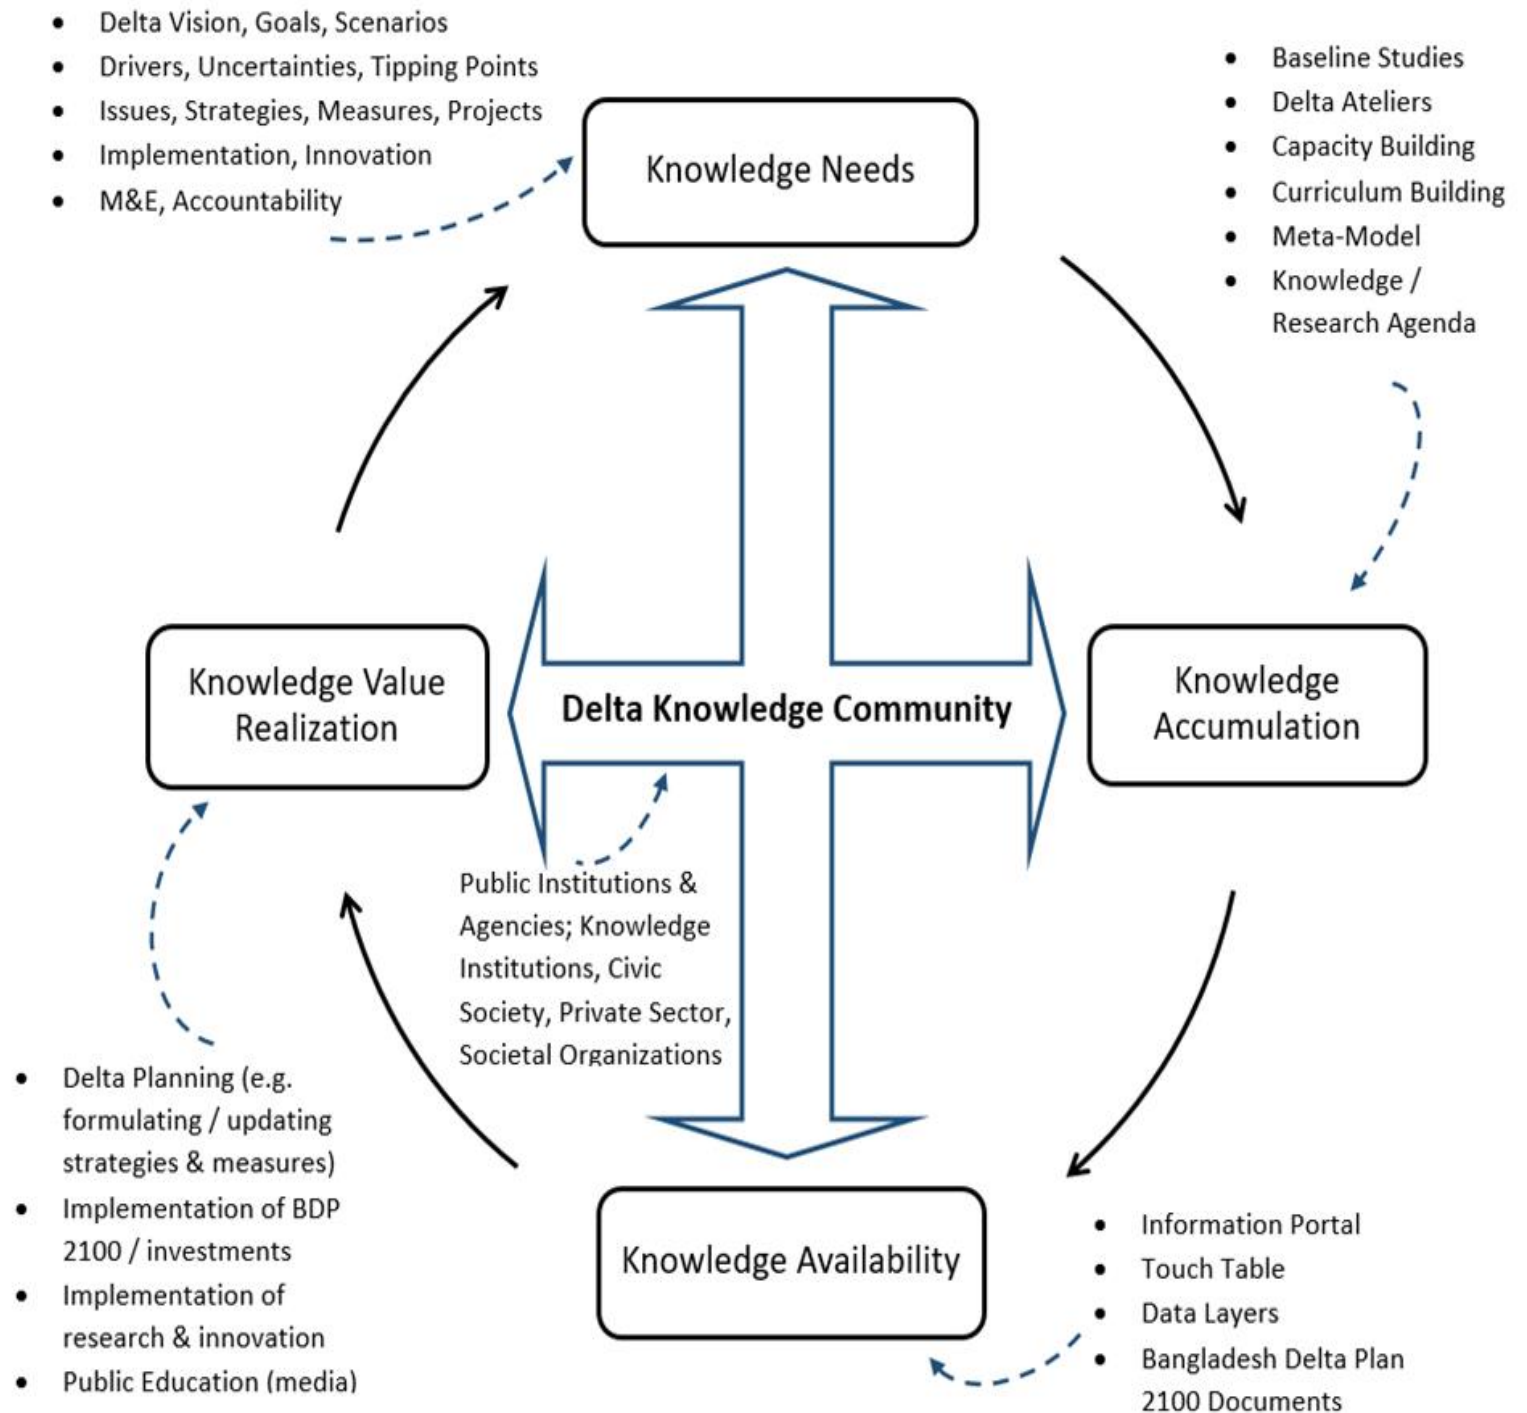 • Delta Vision, Goals, Scenarios
• Drivers, Uncertainties, Tipping Points
• Issues, Strategies, Measures, Projects
• Implementation, Innovation
• M&E, Accountability
Knowledge Needs
• Baseline Studies
• Delta Ateliers
• Capacity Building
• Curriculum Building
• Meta-Model
• Knowledge /
Research Agenda
Knowledge Value
Realization
Delta Knowledge Community
Knowledge
Accumulation
Public Institutions &
Agencies; Knowledge
Institutions, Civic
Society, Private Sector,
Societal Organizations
• Delta Planning (e.g.
formulating / updating
strategies & measures)
• Implementation of BDP
2100 / investments
• Implementation of
research & innovation
• Public Education (media)
Knowledge Availability
• Information Portal
• Touch Table
• Data Layers
• Bangladesh Delta Plan
2100 Documents